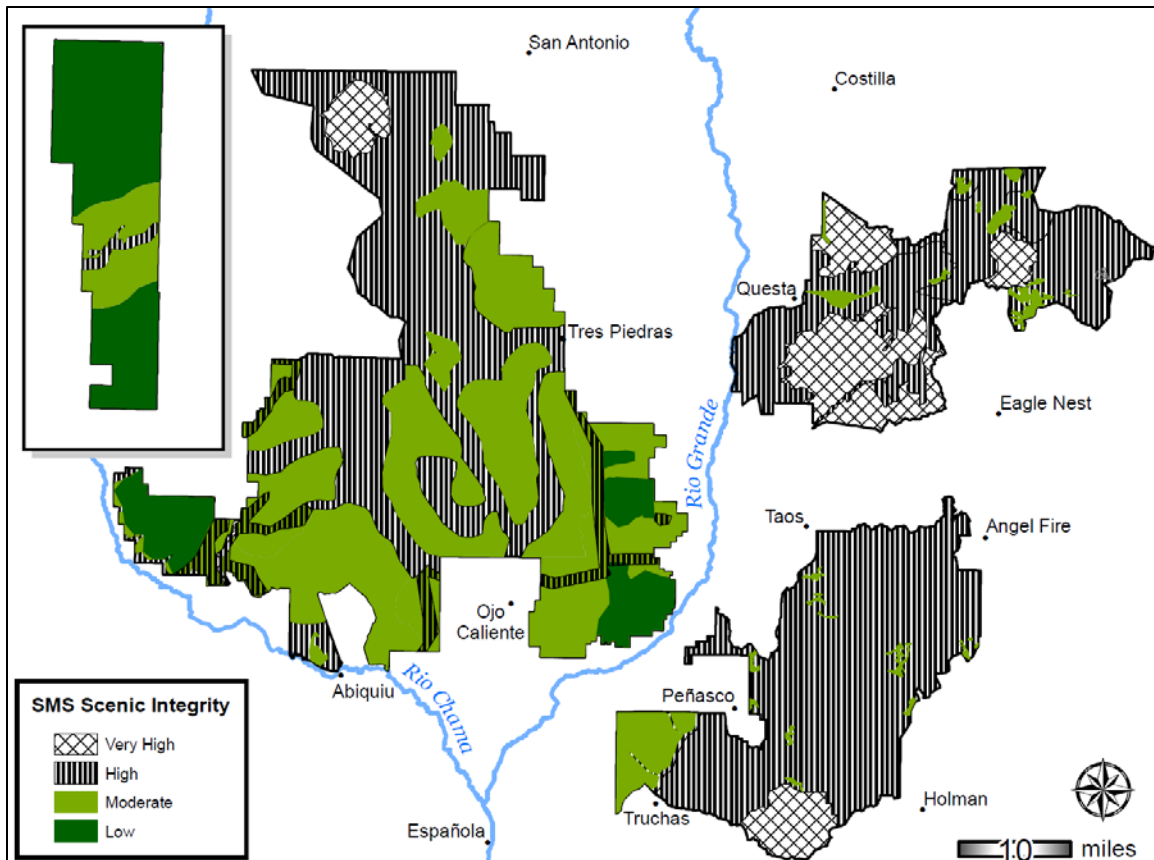 San Antonio
Costilla
Questa
Tres Piedras
Eagle Nest
Rio Grande
Taos
Angel Fire
Ojo
Caliente
Peñasco
Abiquiu
Rio Chama
Truchas
Holman
Española
SMS Scenic Integrity
Very High
High
Moderate
Low
10 miles